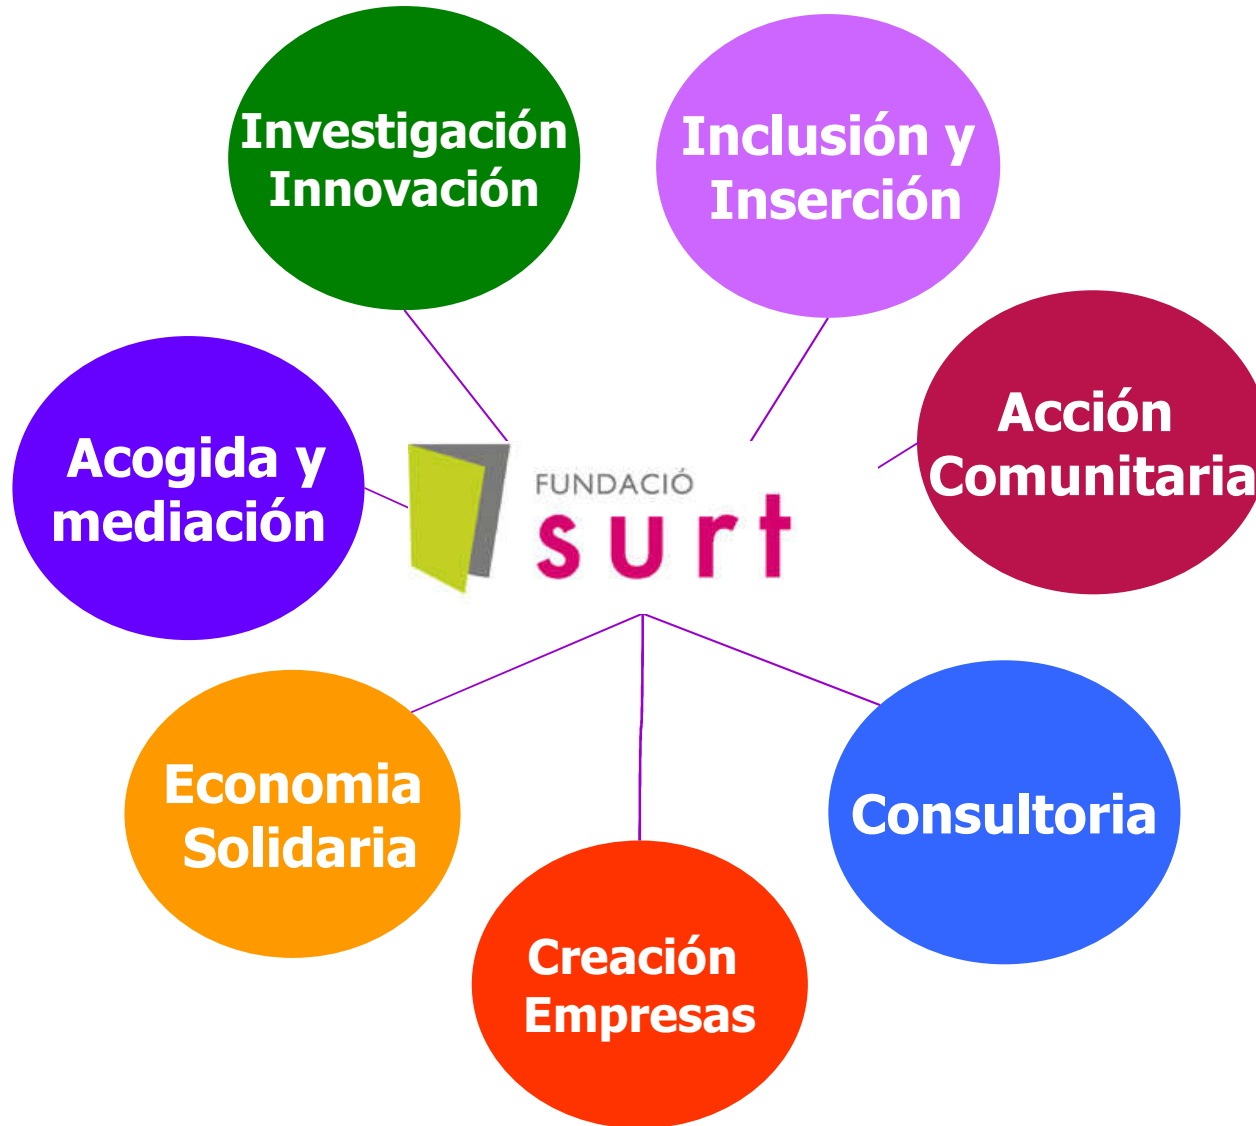 Investigación
Innovación
Inclusión y
Inserción
Acción
Comunitaria
Acogida y
mediación
FUNDACIÓ
surt
Economia
Solidaria
Consultoria
Creación
Empresas